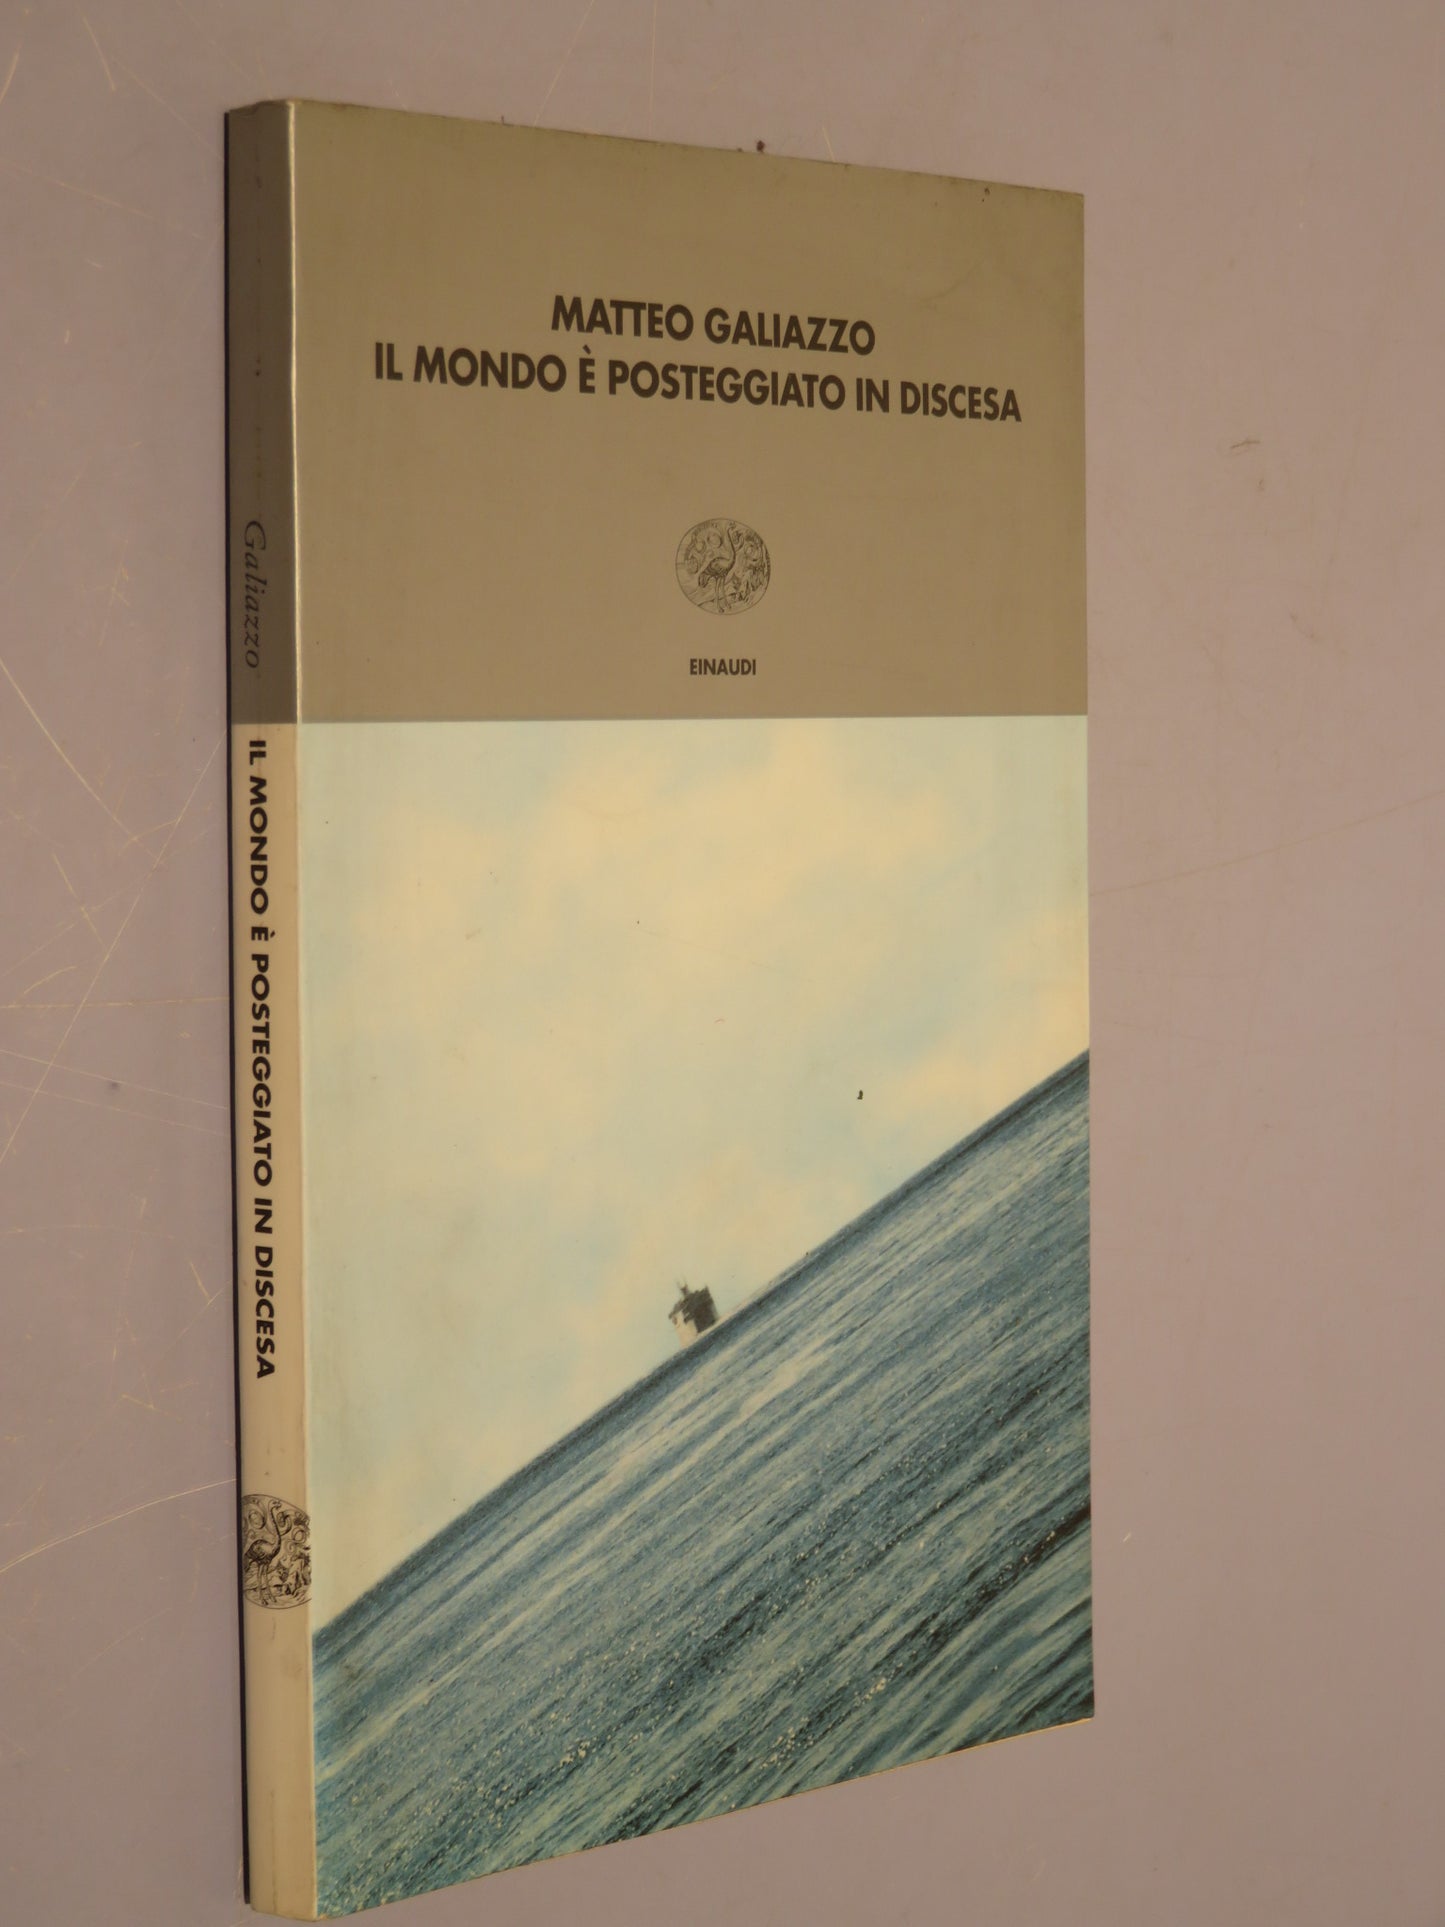 MATTEO GALIAZZO
IL MONDO È POSTEGGIATO IN DISCESA
EINAUDI
Galiazzo
IL MONDO È POSTEGGIATO IN DISCESA